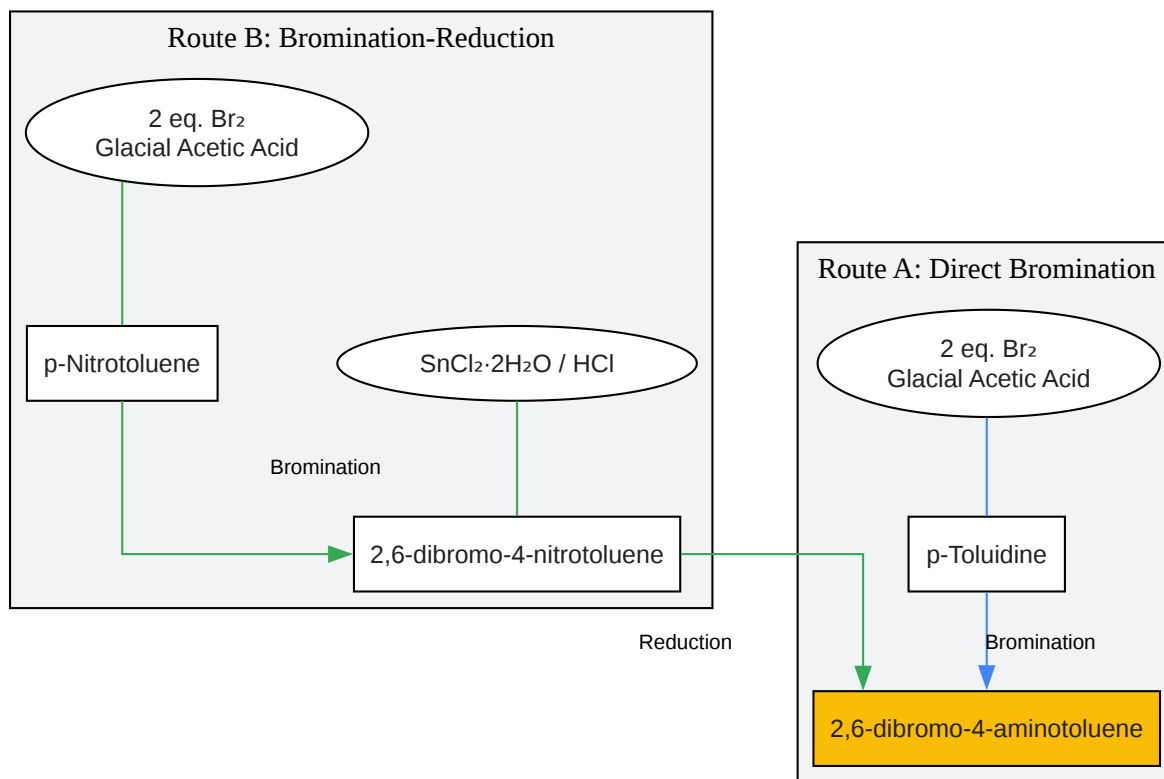 Route B: Bromination-Reduction
2 eq. Br₂
Glacial Acetic Acid
p-Nitrotoluene
SnCl₂·2H₂O / HCl
Bromination
2,6-dibromo-4-nitrotoluene
Reduction
Route A: Direct Bromination
2 eq. Br₂
Glacial Acetic Acid
p-Toluidine
Bromination
2,6-dibromo-4-aminotoluene